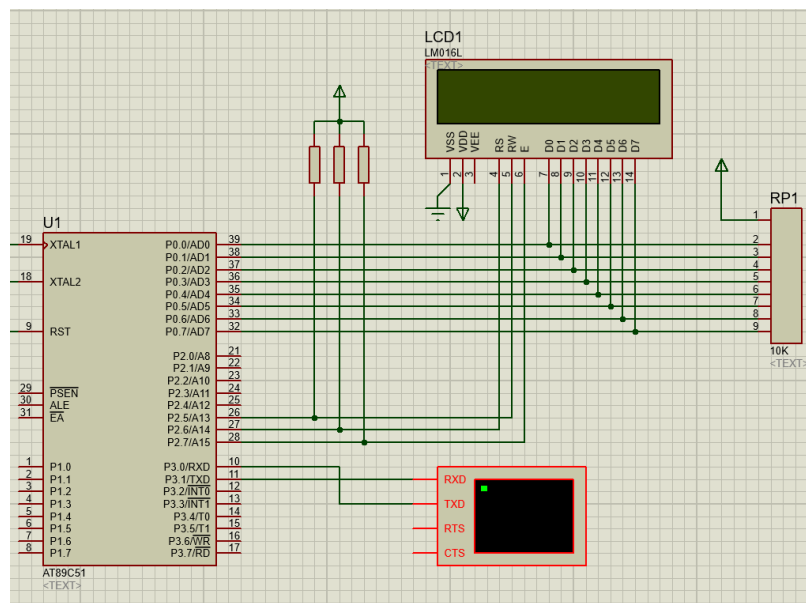 LCD1
LM016L
<TEXT>
VSS
VDD
VEE
RS
RW
E
D0
D1
D2
D3
D4
D5
D6
D7
1
2
3
4
5
6
7
8
9
10
11
12
13
14
RP1
1
2
3
4
5
6
7
8
9
10K
<TEXT>
U1
19 XTAL1 P0.0/AD0 39
P0.1/AD1 38
P0.2/AD2 37
18 XTAL2 P0.3/AD3 36
P0.4/AD4 35
P0.5/AD5 34
P0.6/AD6 33
9 RST P0.7/AD7 32
P2.0/A8 21
P2.1/A9 22
P2.2/A10 23
29 PSEN P2.3/A11 24
30 ALE P2.4/A12 25
31 EA P2.5/A13 26
P2.6/A14 27
P2.7/A15 28
1 P1.0 P3.0/RXD 10
2 P1.1 P3.1/TXD 11
3 P1.2 P3.2/INT0 12
4 P1.3 P3.3/INT1 13
5 P1.4 P3.4/T0 14
6 P1.5 P3.5/T1 15
7 P1.6 P3.6/WR 16
8 P1.7 P3.7/RD 17
AT89C51
<TEXT>
RXD
TXD
RTS
CTS